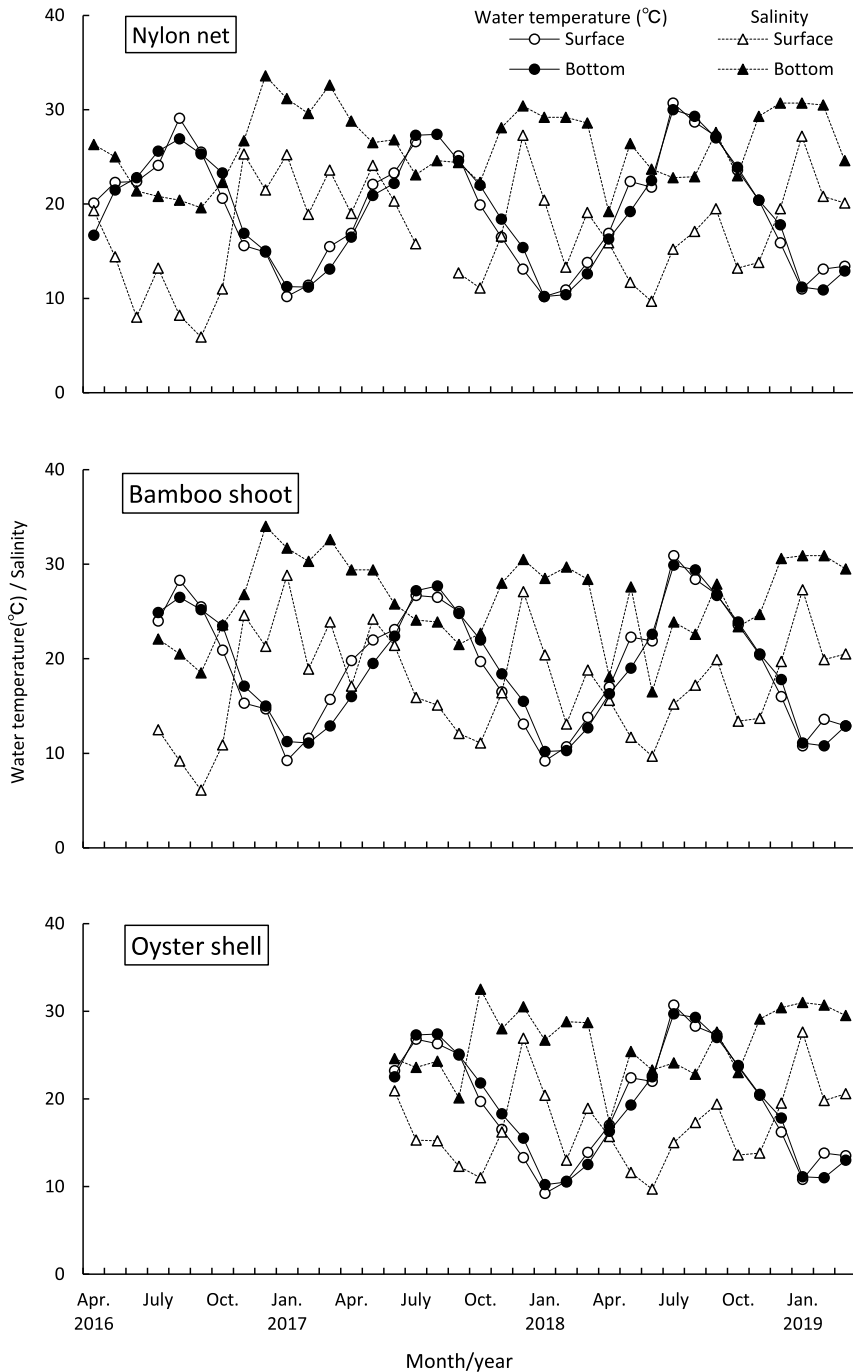 Nylon net
Water temperature (℃) Salinity
Surface Surface
Bottom Bottom
40
30
20
10
0
Bamboo shoot
40
30
20
10
0
Water temperature(℃) / Salinity
Oyster shell
40
30
20
10
0
Apr. July Oct. Jan. Apr. July Oct. Jan. Apr. July Oct. Jan.
2016 2017 2018 2019
Month/year